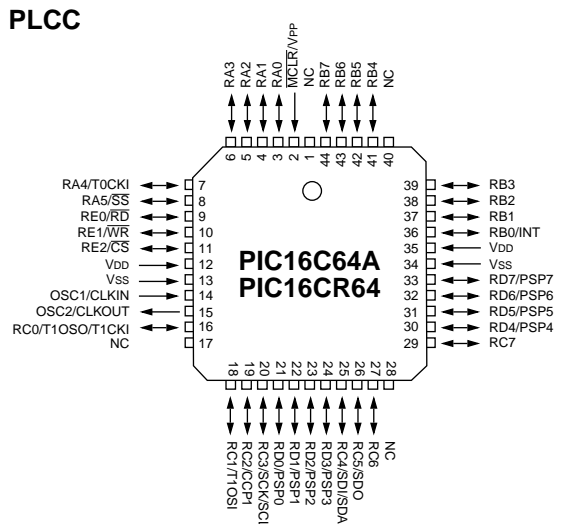 PLCC
RA3
RA2
RA1
RA0
MCLR/VPP
NC
RB7
RB6
RB5
RB4
NC
6
5
4
3
2
1
44
43
42
41
40
RA4/T0CKI
7
RA5/SS
8
RE0/RD
9
RE1/WR
10
RE2/CS
11
VDD
12
VSS
13
OSC1/CLKIN
14
OSC2/CLKOUT
15
RC0/T1OSO/T1CKI
16
NC
17
PIC16C64A
PIC16CR64
39
RB3
38
RB2
37
RB1
36
RB0/INT
35
VDD
34
VSS
33
RD7/PSP7
32
RD6/PSP6
31
RD5/PSP5
30
RD4/PSP4
29
RC7
18
19
20
21
22
23
24
25
26
27
28
RC1/T1OSI
RC2/CCP1
RC3/SCK/SCl
RD0/PSP0
RD1/PSP1
RD2/PSP2
RD3/PSP3
RC4/SDI/SDA
RC5/SDO
RC6
NC